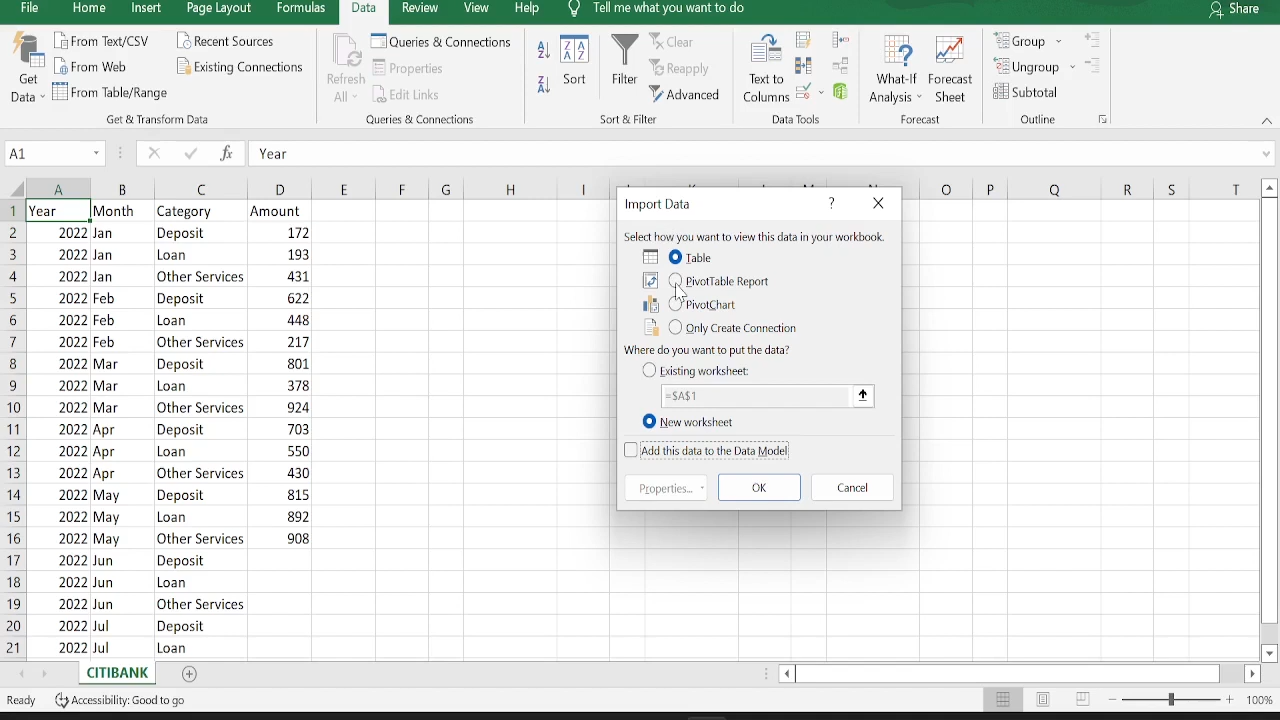 File Home Insert Page Layout Formulas Data Review View Help Tell me what you want to do Share
Get Data
From Text/CSV
From Web
From Table/Range
Recent Sources
Existing Connections
Get & Transform Data
Refresh All
Queries & Connections
Properties
Edit Links
Queries & Connections
Sort
Filter
Clear
Reapply
Advanced
Sort & Filter
Text to Columns
Data Tools
What-If Analysis
Forecast Sheet
Forecast
Group
Ungroup
Subtotal
Outline
A1 fx Year
A B C D E F G H I O P Q R S T
1 Year Month Category Amount
2 2022 Jan Deposit 172
3 2022 Jan Loan 193
4 2022 Jan Other Services 431
5 2022 Feb Deposit 622
6 2022 Feb Loan 448
7 2022 Feb Other Services 217
8 2022 Mar Deposit 801
9 2022 Mar Loan 378
10 2022 Mar Other Services 924
11 2022 Apr Deposit 703
12 2022 Apr Loan 550
13 2022 Apr Other Services 430
14 2022 May Deposit 815
15 2022 May Loan 892
16 2022 May Other Services 908
17 2022 Jun Deposit
18 2022 Jun Loan
19 2022 Jun Other Services
20 2022 Jul Deposit
21 2022 Jul Loan
Import Data ?
Select how you want to view this data in your workbook.
Table
PivotTable Report
PivotChart
Only Create Connection
Where do you want to put the data?
Existing worksheet:
=$A$1
New worksheet
Add this data to the Data Model
Properties... OK Cancel
CITIBANK
Ready Accessibility: Good to go 100%